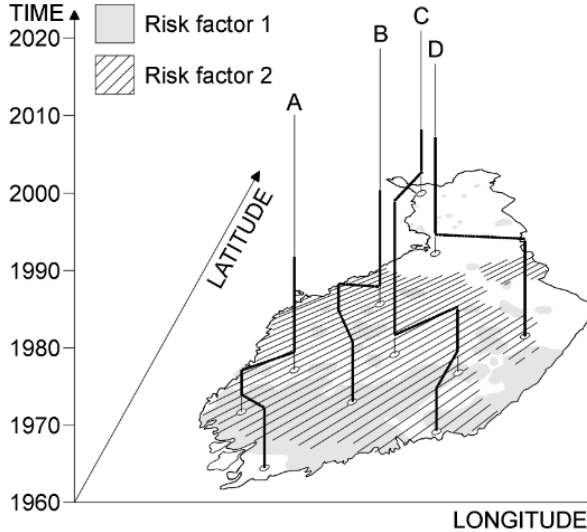 TIME
2020
2010
2000
1990
1980
1970
1960
Risk factor 1
Risk factor 2
A
B
C
D
LATITUDE
LONGITUDE